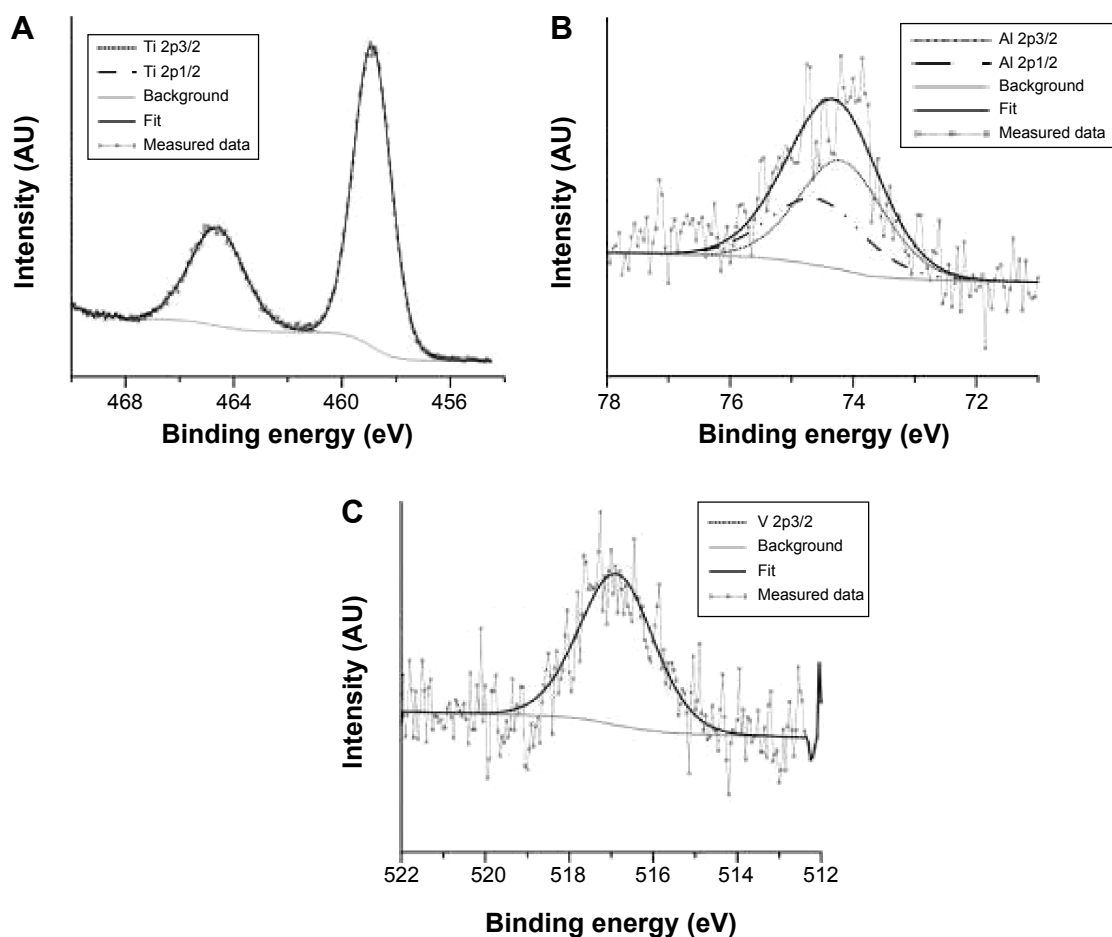 A
Ti 2p3/2
Ti 2p1/2
Background
Fit
Measured data
Intensity (AU)
468 464 460 456
Binding energy (eV)
B
Al 2p3/2
Al 2p1/2
Background
Fit
Measured data
Intensity (AU)
78 76 74 72
Binding energy (eV)
C
V 2p3/2
Background
Fit
Measured data
Intensity (AU)
522 520 518 516 514 512
Binding energy (eV)